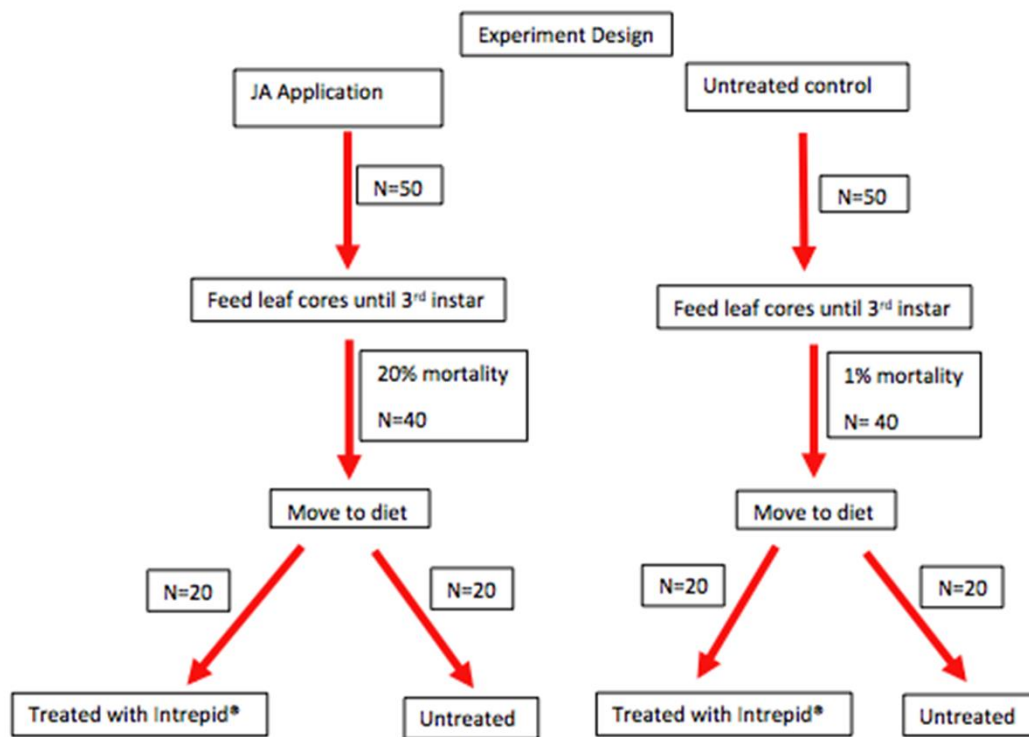 Experiment Design
JA Application
Untreated control
N=50
N=50
Feed leaf cores until 3rd instar
Feed leaf cores until 3rd instar
20% mortality
N=40
1% mortality
N= 40
Move to diet
Move to diet
N=20
N=20
N=20
N=20
Treated with Intrepid®
Untreated
Treated with Intrepid®
Untreated